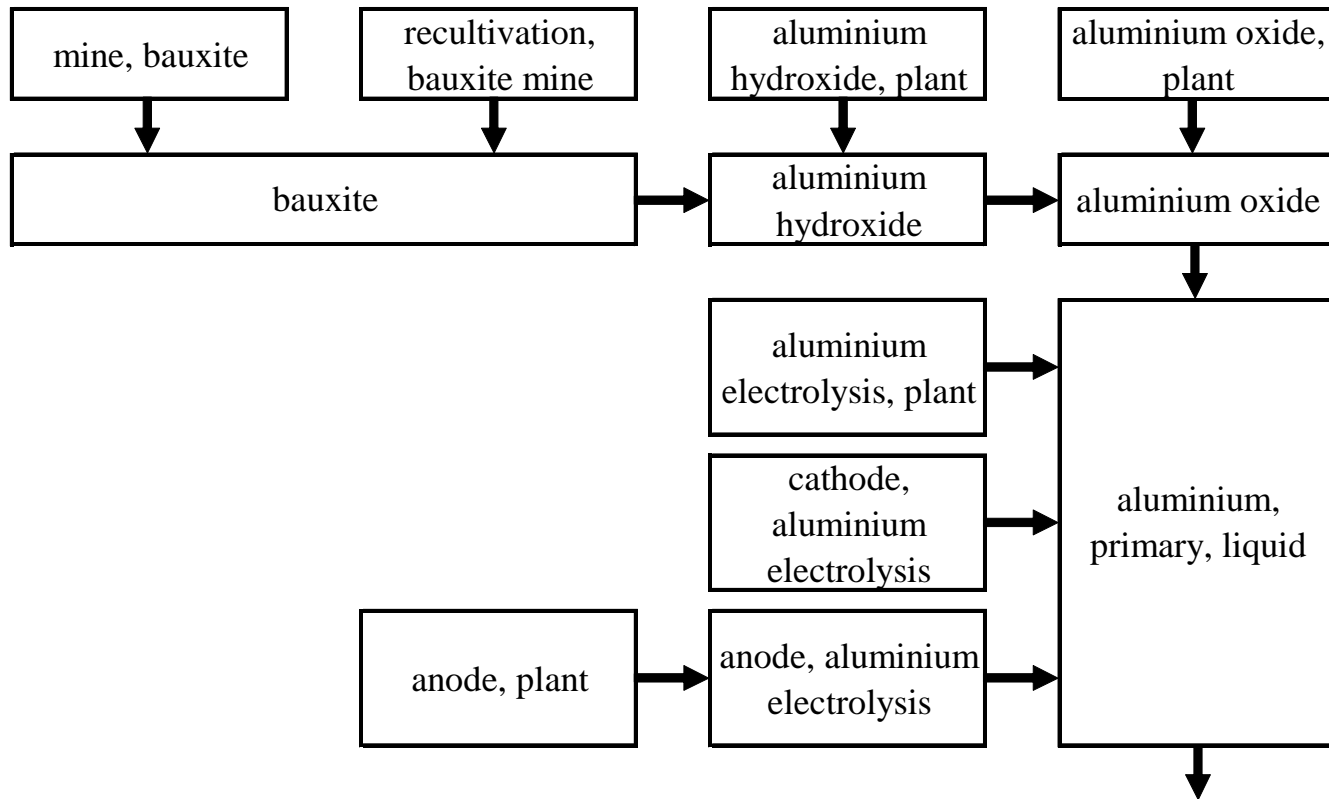 mine, bauxite
recultivation,
bauxite mine
aluminium
hydroxide, plant
aluminium oxide,
plant
bauxite
aluminium
hydroxide
aluminium oxide
aluminium
electrolysis, plant
cathode,
aluminium
electrolysis
aluminium,
primary, liquid
anode, plant
anode, aluminium
electrolysis